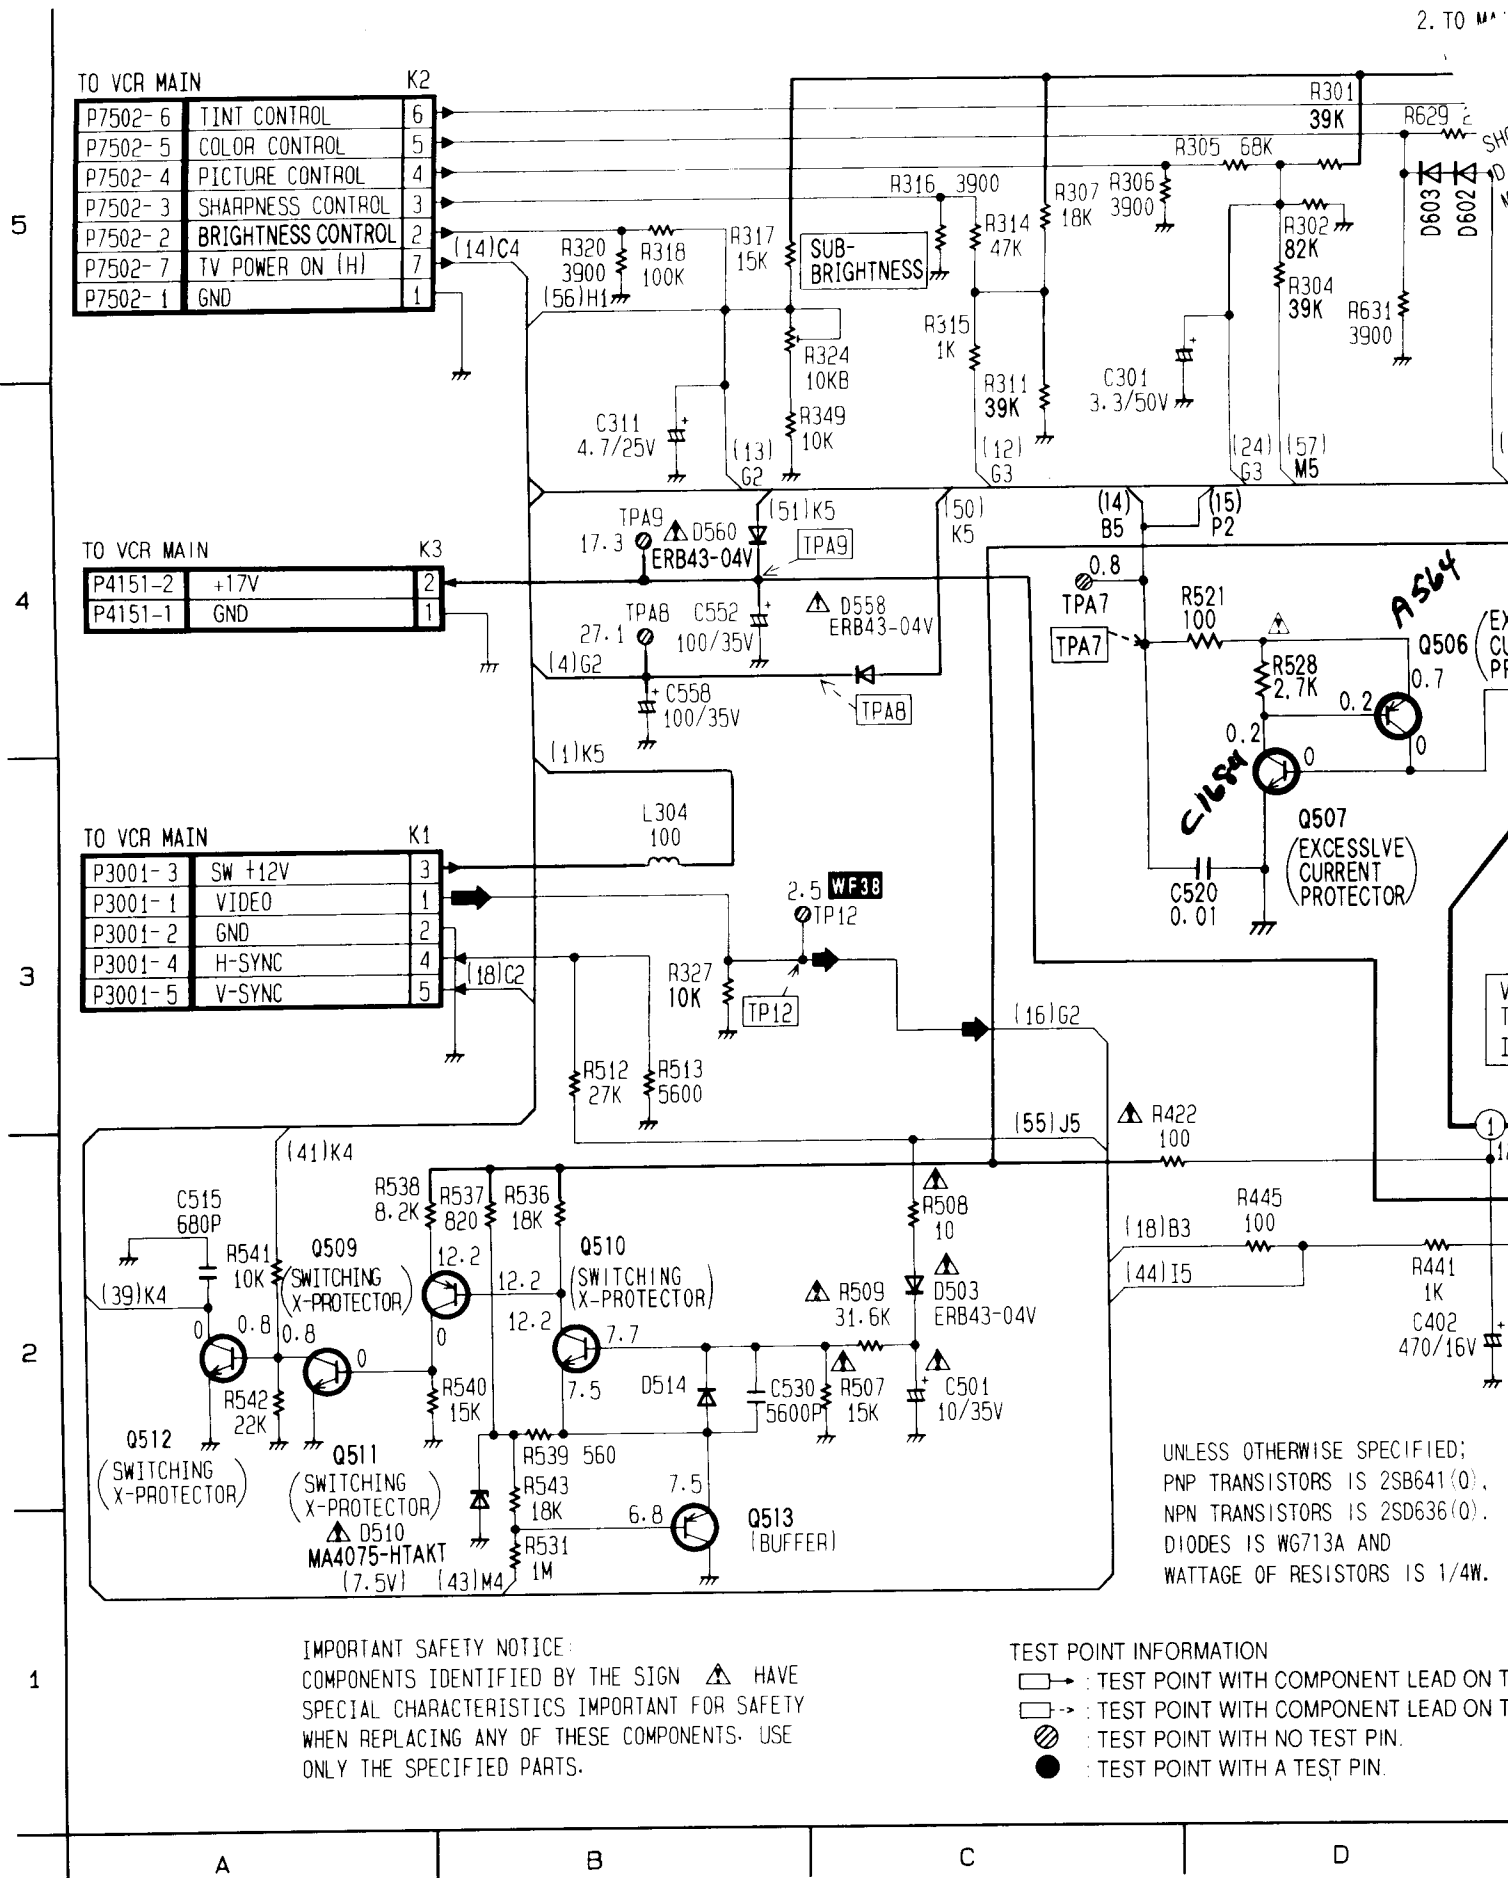 2. TO
TO VCR MAIN K2
P7502-6 TINT CONTROL 6
P7502-5 COLOR CONTROL 5
P7502-4 PICTURE CONTROL 4
P7502-3 SHARPNESS CONTROL 3
P7502-2 BRIGHTNESS CONTROL 2
P7502-7 TV POWER ON (H) 7
P7502-1 GND 1
(14)C4
(56)H1
R320
3900
R318
100K
R317
15K
SUB-
BRIGHTNESS
R316 3900
R314
47K
R307
18K
R306
3900
R305 68K
R301
39K
R629
D603
D602
R302
82K
R304
39K
R631
3900
R324
10KB
R315
1K
R311
39K
C301
3.3/50V
C311
4.7/25V
R349
10K
(13)
G2
(12)
G3
(24)
G3
(57)
M5
5
(51)K5
(50)
K5
(14)
B5
(15)
P2
TPA9
17.3
D560
ERB43-04V
TPA9
TO VCR MAIN K3
P4151-2 +17V 2
P4151-1 GND 1
4
TPA8
27.1
C552
100/35V
D558
ERB43-04V
(4)G2
C558
100/35V
TPA8
0.8
TPA7
TPA7
R521
100
A564
Q506
R528
2.7K
0.7
0.2
0
0.2
0
C1684
Q507
(EXCESSLVE
CURRENT
PROTECTOR)
C520
0.01
(1)K5
L304
100
TO VCR MAIN K1
P3001-3 SW +12V 3
P3001-1 VIDEO 1
P3001-2 GND 2
P3001-4 H-SYNC 4
P3001-5 V-SYNC 5
3
(18)C2
2.5 WF38
TP12
R327
10K
TP12
(16)G2
R512
27K
R513
5600
(55)J5
R422
100
1
(41)K4
C515
680P
R538
8.2K
R537
820
R536
18K
R508
10
R445
100
(18)B3
(44)I5
R441
1K
C402
470/16V
R541
10K
Q509
(SWITCHING
X-PROTECTOR)
12.2
12.2
Q510
(SWITCHING
X-PROTECTOR)
R509
31.6K
D503
ERB43-04V
(39)K4
0
0.8
0.8
0
0
12.2
7.7
7.5
2
R542
22K
R540
15K
D514
C530
5600P
R507
15K
C501
10/35V
Q512
(SWITCHING
X-PROTECTOR)
Q511
(SWITCHING
X-PROTECTOR)
R539 560
R543
18K
7.5
6.8
Q513
(BUFFER)
D510
MA4075-HTAKT
(7.5V)
R531
1M
(43)M4
UNLESS OTHERWISE SPECIFIED;
PNP TRANSISTORS IS 2SB641(Q),
NPN TRANSISTORS IS 2SD636(Q).
DIODES IS WG713A AND
WATTAGE OF RESISTORS IS 1/4W.
1
IMPORTANT SAFETY NOTICE:
COMPONENTS IDENTIFIED BY THE SIGN HAVE
SPECIAL CHARACTERISTICS IMPORTANT FOR SAFETY
WHEN REPLACING ANY OF THESE COMPONENTS. USE
ONLY THE SPECIFIED PARTS.
TEST POINT INFORMATION
: TEST POINT WITH COMPONENT LEAD ON
: TEST POINT WITH COMPONENT LEAD ON
: TEST POINT WITH NO TEST PIN.
: TEST POINT WITH A TEST PIN.
A B C D